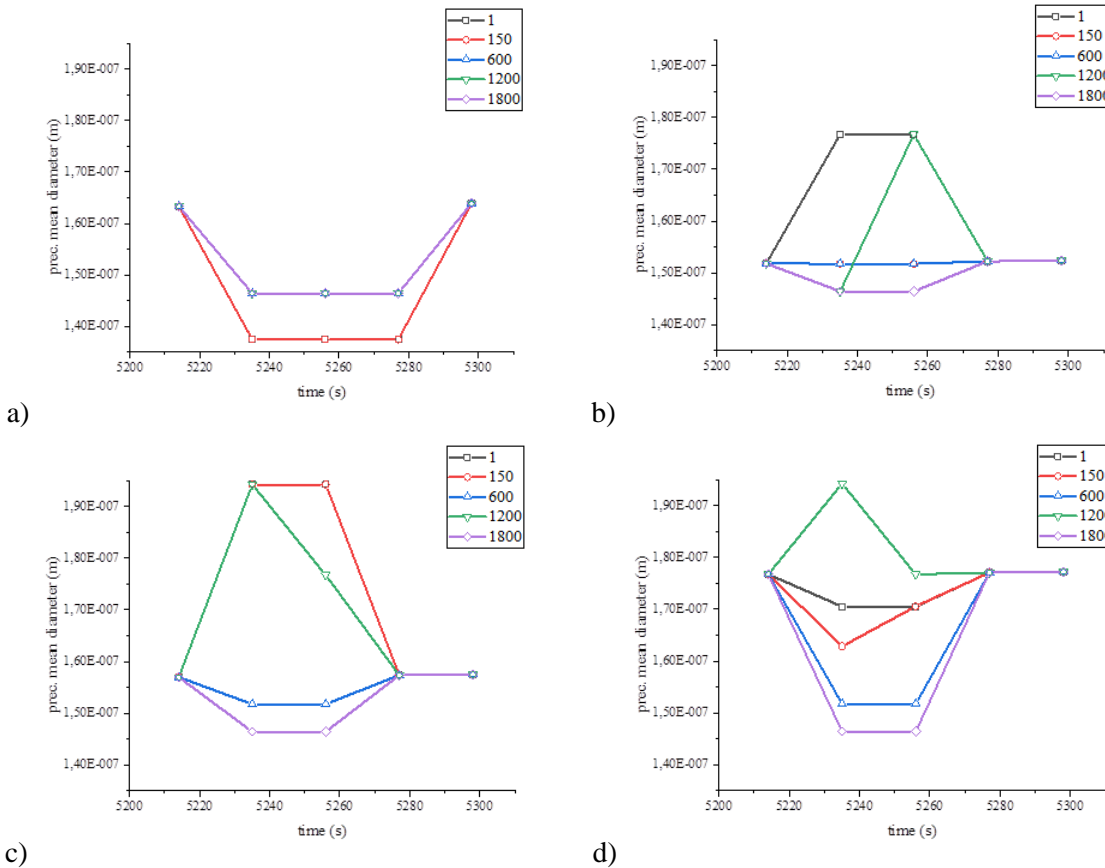 1
150
600
1200
1800
1,90E-007
1,80E-007
1,70E-007
1,60E-007
1,50E-007
1,40E-007
prec. mean diameter (m)
5200 5220 5240 5260 5280 5300
time (s)
a)
1
150
600
1200
1800
1,90E-007
1,80E-007
1,70E-007
1,60E-007
1,50E-007
1,40E-007
prec. mean diameter (m)
5200 5220 5240 5260 5280 5300
time (s)
b)
1
150
600
1200
1800
1,90E-007
1,80E-007
1,70E-007
1,60E-007
1,50E-007
1,40E-007
prec. mean diameter (m)
5200 5220 5240 5260 5280 5300
time (s)
c)
1
150
600
1200
1800
1,90E-007
1,80E-007
1,70E-007
1,60E-007
1,50E-007
1,40E-007
prec. mean diameter (m)
5200 5220 5240 5260 5280 5300
time (s)
d)